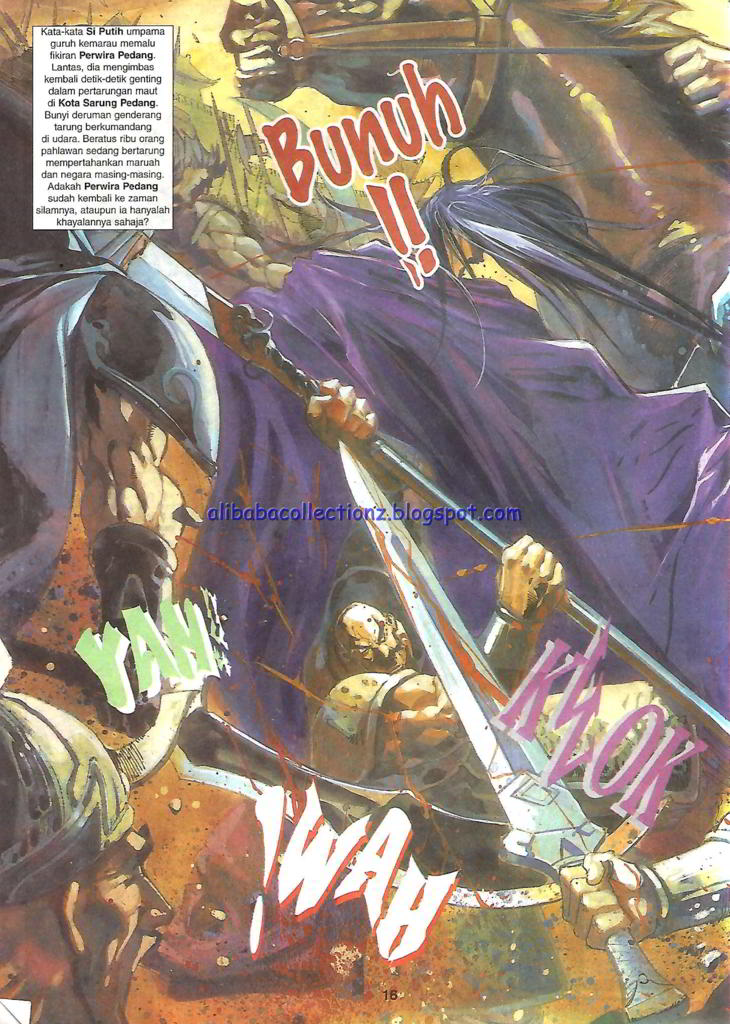 Kata-kata Si Putih umpama
guruh kemarau memalu
fikiran Perwira Pedang.
Lantas, dia mengimbas
kembali detik-detik genting
dalam pertarungan maut
di Kota Sarung Pedang.
Bunyi deruman genderang
tarung berkumandang
di udara. Beratus ribu orang
pahlawan sedang bertarung
mempertahankan maruah
dan negara masing-masing.
Adakah Perwira Pedang
sudah kembali ke zaman
silamnya, ataupun ia hanyalah
khayalannya sahaja?
Bunuh
!!
alibabacollectionz.blogspot.com
YAH!!
KZOK
!WAH
16